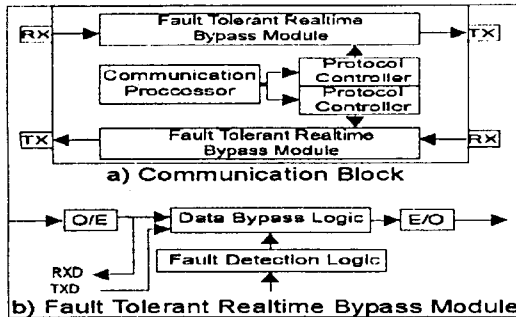 RX
Fault Tolerant Realtime
Bypass Module
TX
Communication
Proccessor
Protocol
Controller
Protocol
Controller
TX
Fault Tolerant Realtime
Bypass Module
RX
a) Communication Block
O/E
Data Bypass Logic
E/O
RXD
TXD
Fault Detection Logic
b) Fault Tolerant Realtime Bypass Module